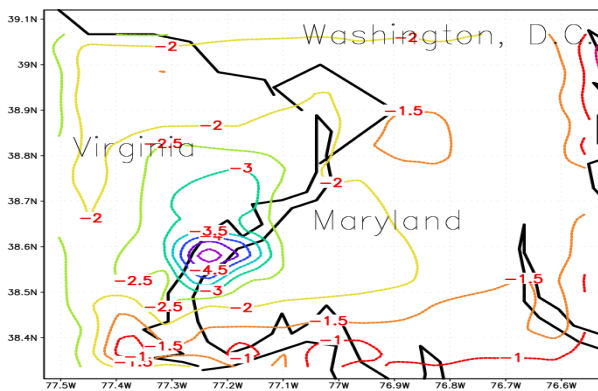 39.1N
39N
38.9N
38.8N
38.7N
38.6N
38.5N
38.4N
Washington, D.C.
Virginia
Maryland
-2
-2
-1.5
-2
-2.5
-3
-2
-2
-3.5
-4.5
-3
-2.5
-2.5
-2
-1.5
-1.5
-1.5
-1
-1
-1
77.5W
77.4W
77.3W
77.2W
77.1W
77W
76.9W
76.8W
76.7W
76.6W